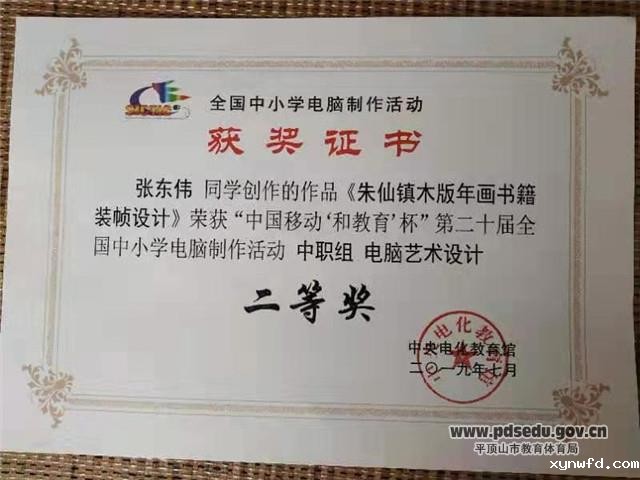 全国中小学电脑制作活动
获奖证书
张东伟 同学创作的作品《朱仙镇木版年画书籍
装帧设计》荣获“中国移动‘和教育’杯”第二十届全
国中小学电脑制作活动 中职组 电脑艺术设计
二等奖
中央电化教育馆
二〇一九年七月
www.pdsedu.gov.cn
平顶山市教育体育局
xynwfd.com